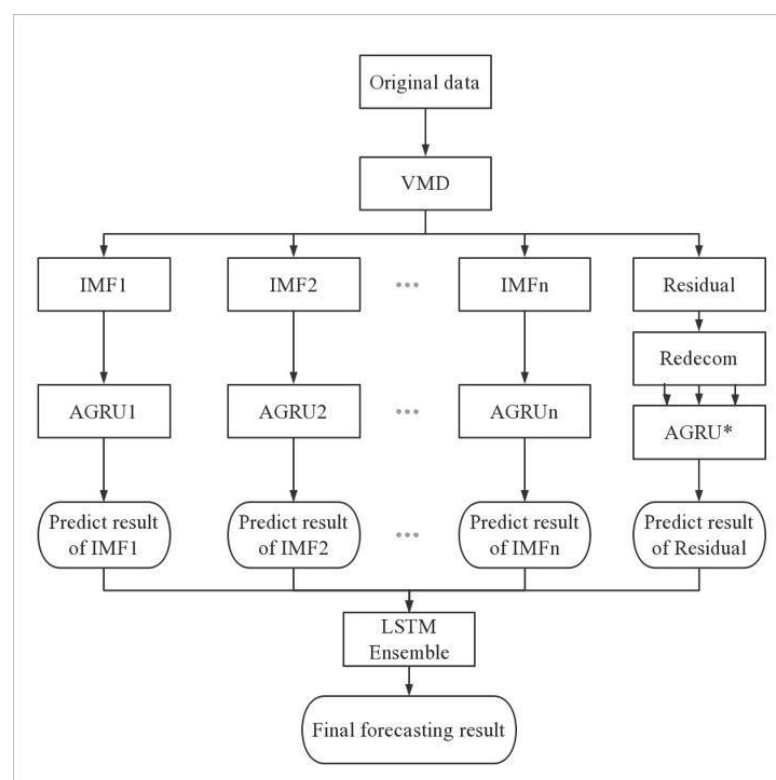 Original data
VMD
IMF1
IMF2
...
IMFn
Residual
Redecom
AGRU1
AGRU2
...
AGRUn
AGRU*
Predict result
of IMF1
Predict result
of IMF2
...
Predict result
of IMFn
Predict result
of Residual
LSTM
Ensemble
Final forecasting result